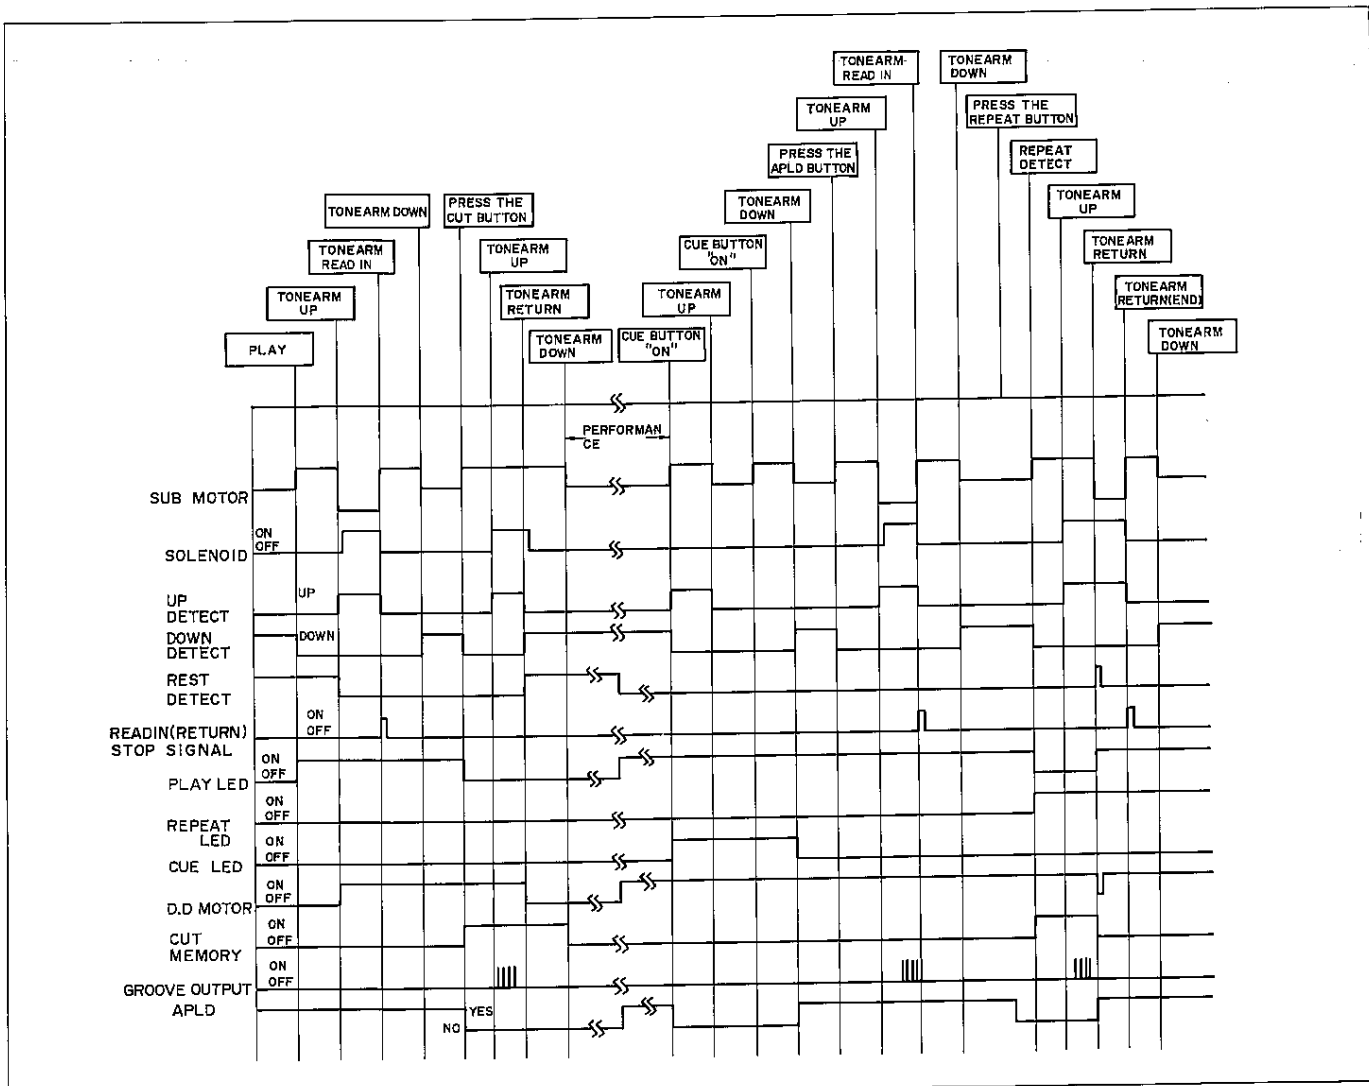 TONEARM-
READ IN
TONEARM
DOWN
TONEARM
UP
PRESS THE
REPEAT BUTTON
PRESS THE
APLD BUTTON
REPEAT
DETECT
TONEARM DOWN
PRESS THE
CUT BUTTON
TONEARM
DOWN
TONEARM
UP
TONEARM
READ IN
TONEARM
UP
CUE BUTTON
"ON"
TONEARM
RETURN
TONEARM
UP
TONEARM
RETURN
TONEARM
UP
TONEARM
RETURN(END)
PLAY
TONEARM
DOWN
CUE BUTTON
"ON"
TONEARM
DOWN
PERFORMAN
CE
SUB MOTOR
ON
OFF
SOLENOID
UP
UP
DETECT
DOWN
DOWN
DETECT
REST
DETECT
ON
OFF
READIN(RETURN)
STOP SIGNAL
ON
OFF
PLAY LED
ON
OFF
REPEAT
LED
ON
OFF
CUE LED
ON
OFF
D.D MOTOR
ON
OFF
CUT
MEMORY
ON
OFF
GROOVE OUTPUT
APLD
YES
NO